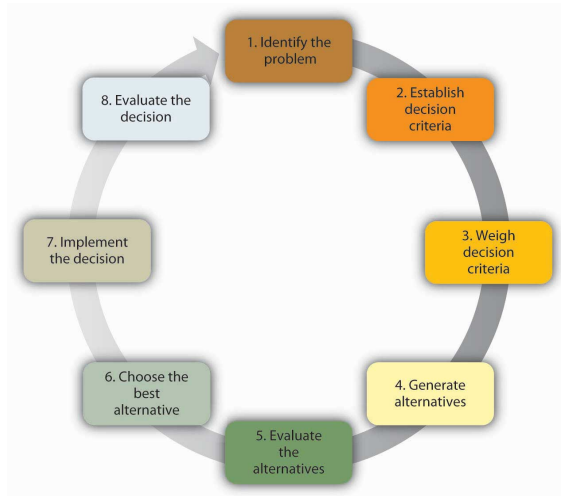 1. Identify the
problem
2. Establish
decision
criteria
3. Weigh
decision
criteria
4. Generate
alternatives
5. Evaluate
the
alternatives
6. Choose the
best
alternative
7. Implement
the decision
8. Evaluate the
decision